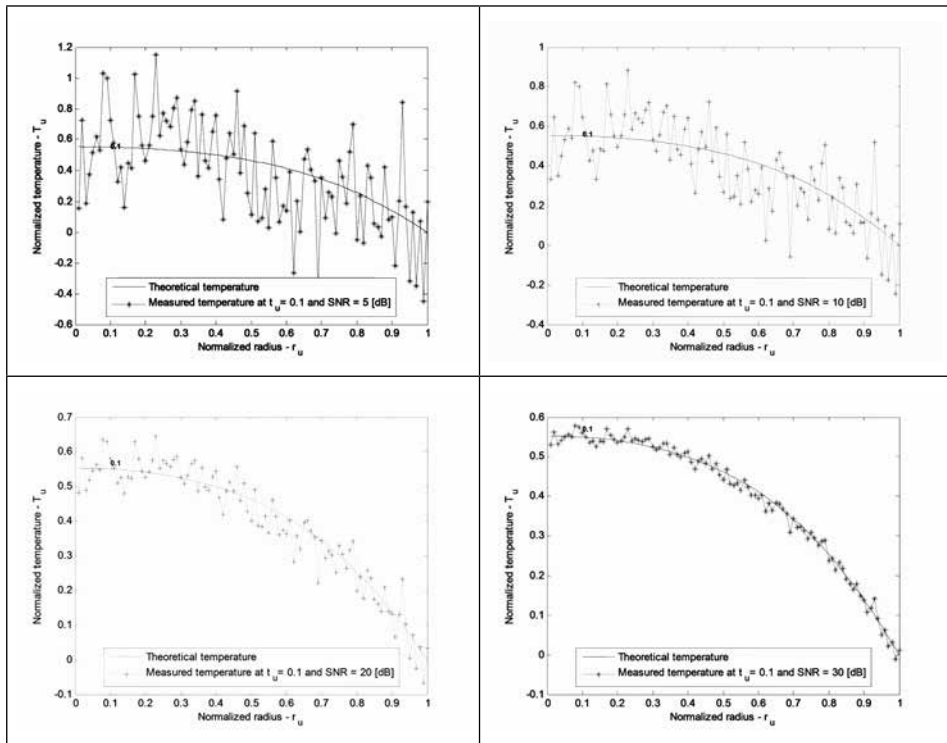 1.2
1
0.8
0.6
0.4
0.2
0
-0.2
-0.4
-0.6
Normalized temperature - T_u
0.1
Theoretical temperature
Measured temperature at t_u= 0.1 and SNR = 5 [dB]
0 0.1 0.2 0.3 0.4 0.5 0.6 0.7 0.8 0.9 1
Normalized radius - r_u
1
0.8
0.6
0.4
0.2
0
-0.2
-0.4
Normalized temperature - T_u
0.1
Theoretical temperature
Measured temperature at t_u= 0.1 and SNR = 10 [dB]
0 0.1 0.2 0.3 0.4 0.5 0.6 0.7 0.8 0.9 1
Normalized radius - r_u
0.7
0.6
0.5
0.4
0.3
0.2
0.1
0
-0.1
Normalized temperature - T_u
0.1
Theoretical temperature
Measured temperature at t_u= 0.1 and SNR = 20 [dB]
0 0.1 0.2 0.3 0.4 0.5 0.6 0.7 0.8 0.9 1
Normalized radius - r_u
0.6
0.5
0.4
0.3
0.2
0.1
0
-0.1
Normalized temperature - T_u
0.1
Theoretical temperature
Measured temperature at t_u= 0.1 and SNR = 30 [dB]
0 0.1 0.2 0.3 0.4 0.5 0.6 0.7 0.8 0.9 1
Normalized radius - r_u